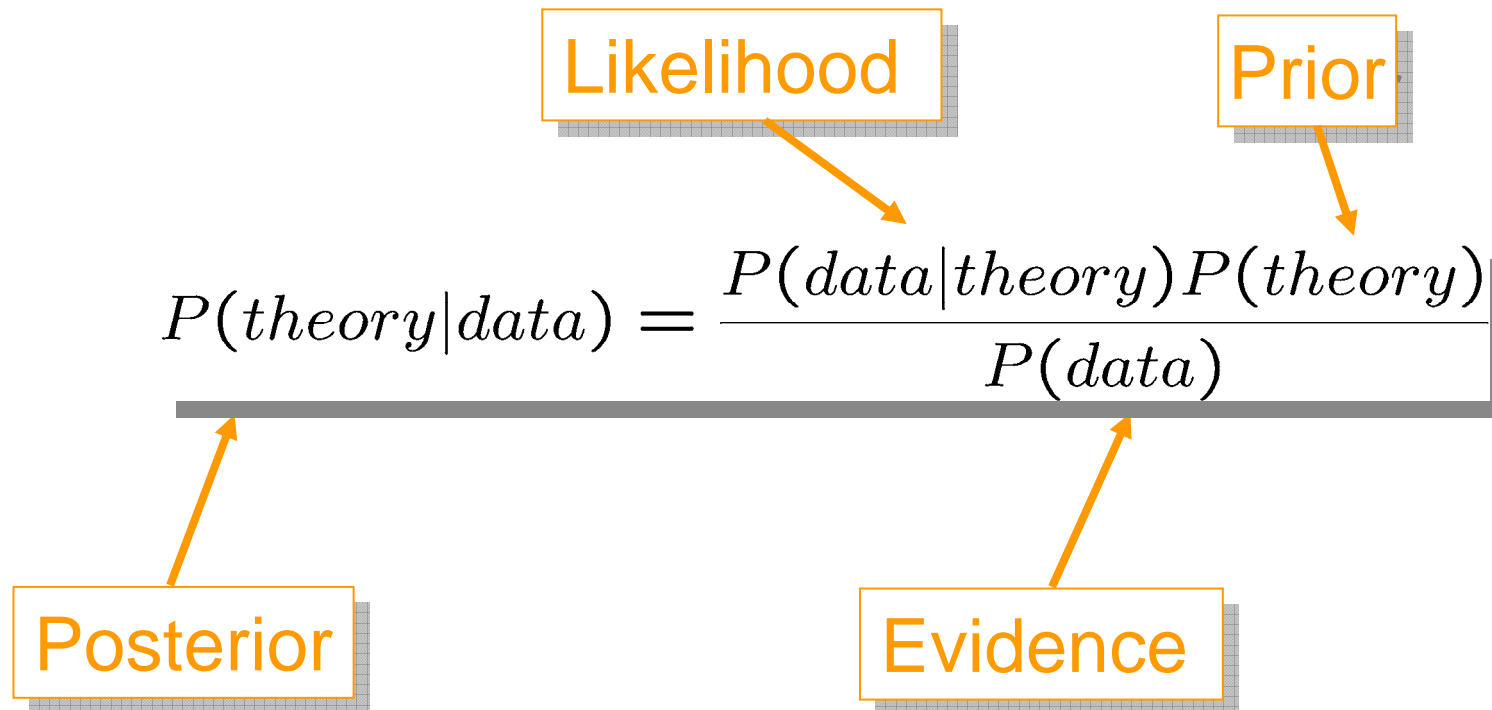 Likelihood Prior
P(theory|data) = P(data|theory)P(theory)
P(data)
Posterior Evidence